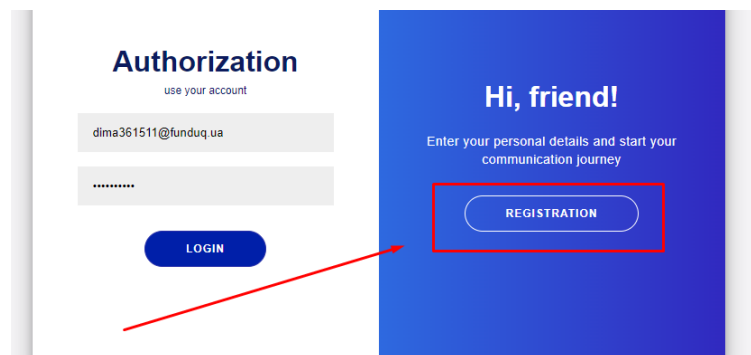 Authorization
use your account
dima361511@funduq.ua
••••••••••
LOGIN
Hi, friend!
Enter your personal details and start your
communication journey
REGISTRATION